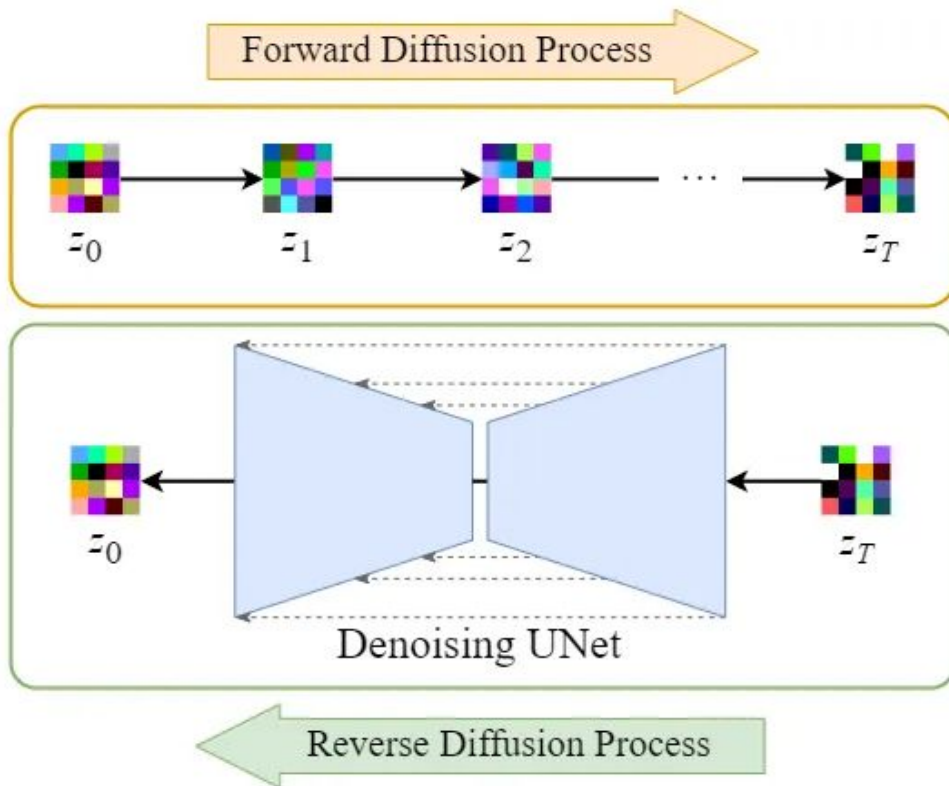 Forward Diffusion Process
z0 z1 z2 ... zT
z0 zT
Denoising UNet
Reverse Diffusion Process